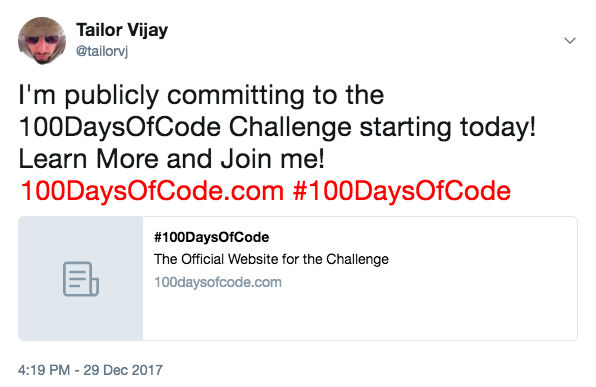 Tailor Vijay
@tailorvj
I'm publicly committing to the
100DaysOfCode Challenge starting today!
Learn More and Join me!
100DaysOfCode.com #100DaysOfCode
#100DaysOfCode
The Official Website for the Challenge
100daysofcode.com
4:19 PM - 29 Dec 2017